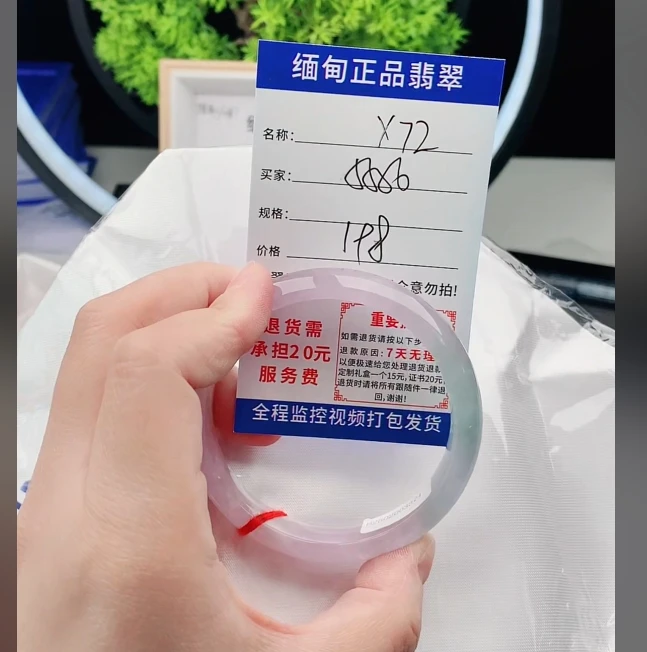 缅甸正品翡翠
名称: X72
买家: 8886
规格:
价格 198
意勿拍!
退货需
承担20元
服务费
重要
如需退货请按以下步
退款原因:7天无理
以便极速给您处理退货退款
定制礼盒一个15元,证书20元,
退货时请将所有跟随件一律退
回,谢谢!
全程监控视频打包发货